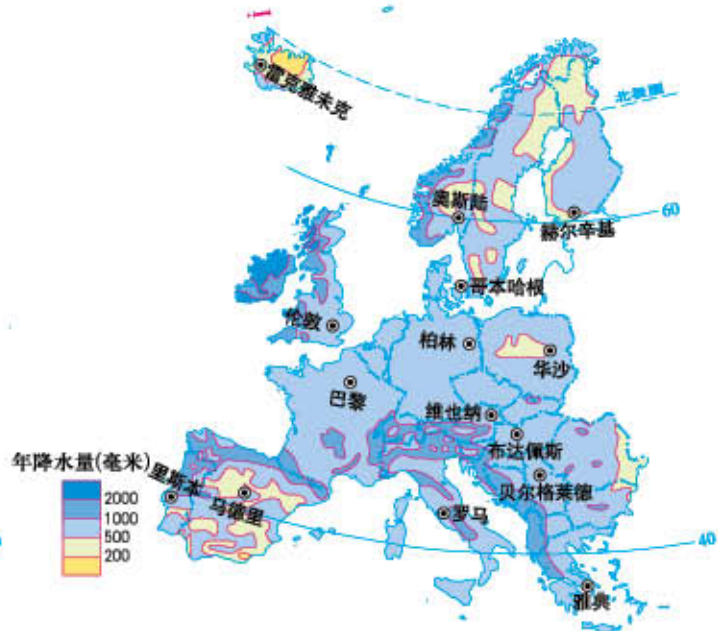 雷克雅未克
北极圈
奥斯陆
60
赫尔辛基
哥本哈根
伦敦
柏林
华沙
巴黎
维也纳
布达佩斯
年降水量(毫米)
里斯本
马德里
贝尔格莱德
2000
1000
500
200
罗马
40
雅典